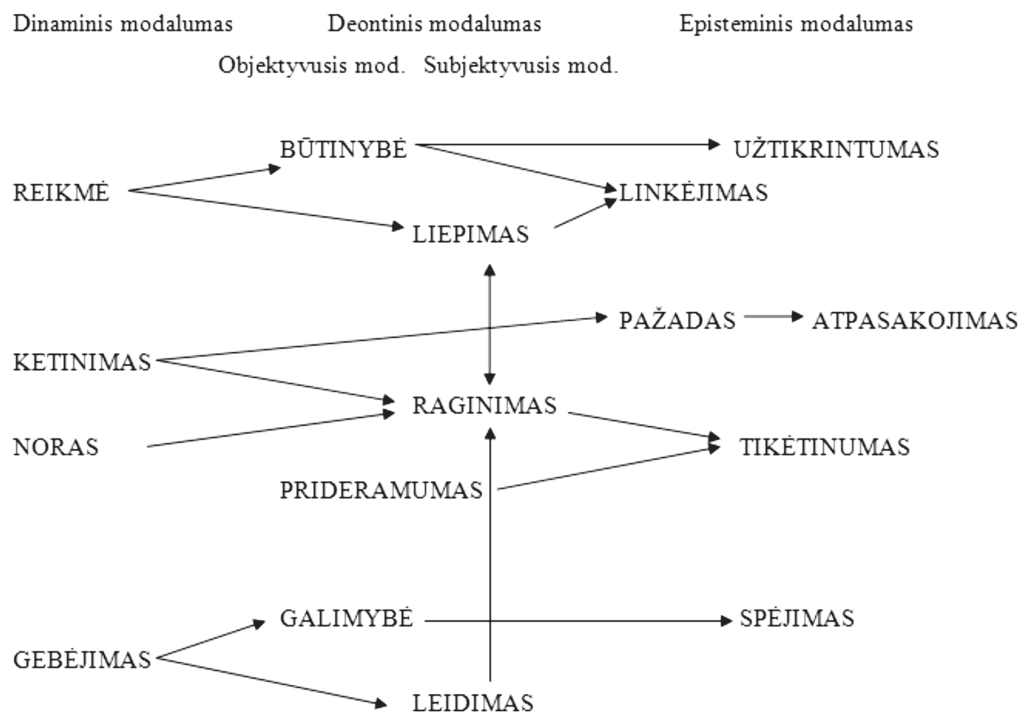 Dinaminis modalumas Deontinis modalumas Episteminis modalumas
Objektyvusis mod. Subjektyvusis mod.
BŪTINYBĖ UŽTIKRINTUMAS
REIKMĖ LINKĖJIMAS
LIEPIMAS
PAŽADAS ATPASAKOJIMAS
KETINIMAS
RAGINIMAS
NORAS TIKĖTINUMAS
PRIDERAMUMAS
GALIMYBĖ SPĖJIMAS
GEBĖJIMAS
LEIDIMAS